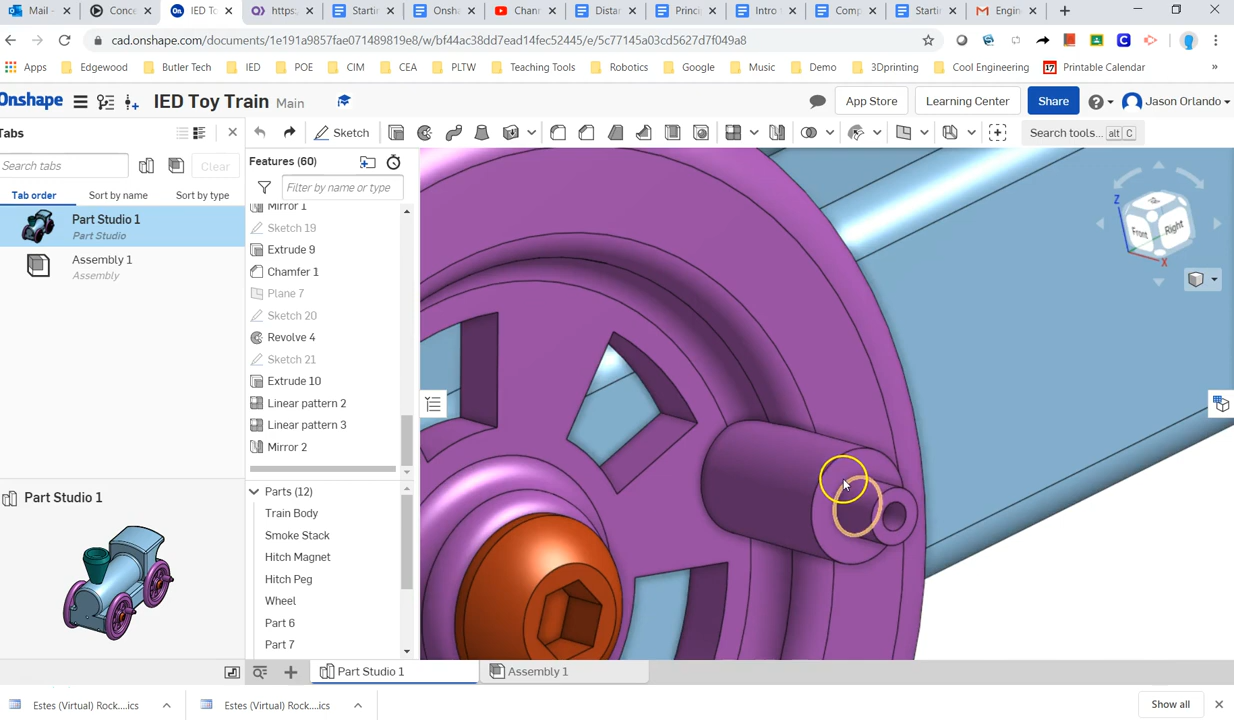 Mail -
Conce
IED To
https:
Startin
Onsha
Chann
Distan
Princi
Intro t
Comp
Startin
Engin
cad.onshape.com/documents/1e191a9857fae071489819e8/w/bf44ac38dd7ead14fec52445/e/5c77145a03cd5627d7f049a8
Apps Edgewood Butler Tech IED POE CIM CEA PLTW Teaching Tools Robotics Google Music Demo 3Dprinting Cool Engineering Printable Calendar »
Onshape IED Toy Train Main App Store Learning Center Share Jason Orlando
Tabs
Sketch
Search tools... alt C
Search tabs
Clear
Features (60)
Filter by name or type
Tab order Sort by name Sort by type
Part Studio 1
Part Studio
Assembly 1
Assembly
Mirror 1
Sketch 19
Extrude 9
Chamfer 1
Plane 7
Sketch 20
Revolve 4
Sketch 21
Extrude 10
Linear pattern 2
Linear pattern 3
Mirror 2
Parts (12)
Train Body
Smoke Stack
Hitch Magnet
Hitch Peg
Wheel
Part 6
Part 7
Z
Front
Right
X
Part Studio 1
Part Studio 1
Assembly 1
Estes (Virtual) Rock....ics
Estes (Virtual) Rock....ics
Show all